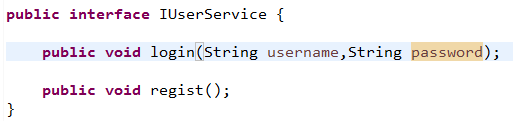 public interface IUserService {
public void login(String username,String password);
public void regist();
}